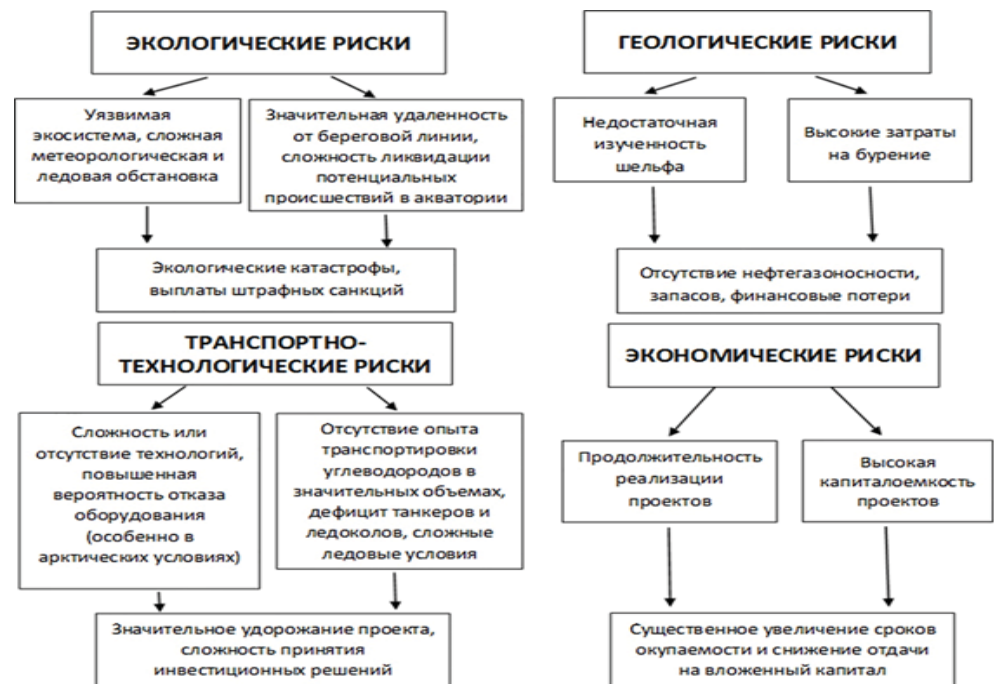 ЭКОЛОГИЧЕСКИЕ РИСКИ
Уязвимая
экосистема, сложная
метеорологическая и
ледовая обстановка
Значительная удаленность
от береговой линии,
сложность ликвидации
потенциальных
происшествий в акватории
Экологические катастрофы,
выплаты штрафных санкций
ГЕОЛОГИЧЕСКИЕ РИСКИ
Недостаточная
изученность
шельфа
Высокие затраты
на бурение
Отсутствие нефтегазоносности,
запасов, финансовые потери
ТРАНСПОРТНО-
ТЕХНОЛОГИЧЕСКИЕ РИСКИ
Сложность или
отсутствие технологий,
повышенная
вероятность отказа
оборудования
(особенно в
арктических условиях)
Отсутствие опыта
транспортировки
углеводородов в
значительных объемах,
дефицит танкеров и
ледоколов, сложные
ледовые условия
Значительное удорожание проекта,
сложность принятия
инвестиционных решений
ЭКОНОМИЧЕСКИЕ РИСКИ
Продолжительность
реализации
проектов
Высокая
капиталоемкость
проектов
Существенное увеличение сроков
окупаемости и снижение отдачи
на вложенный капитал